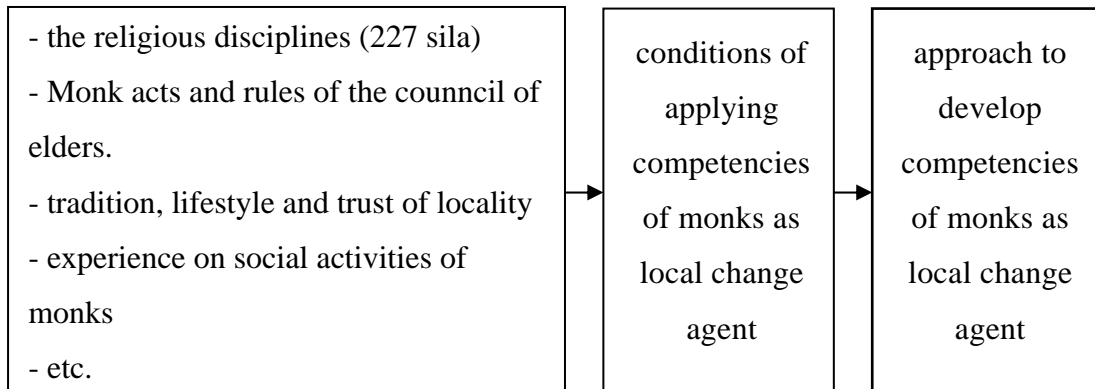 - the religious disciplines (227 sila)
- Monk acts and rules of the counncil of
elders.
- tradition, lifestyle and trust of locality
- experience on social activities of
monks
- etc.
conditions of
applying
competencies
of monks as
local change
agent
approach to
develop
competencies
of monks as
local change
agent